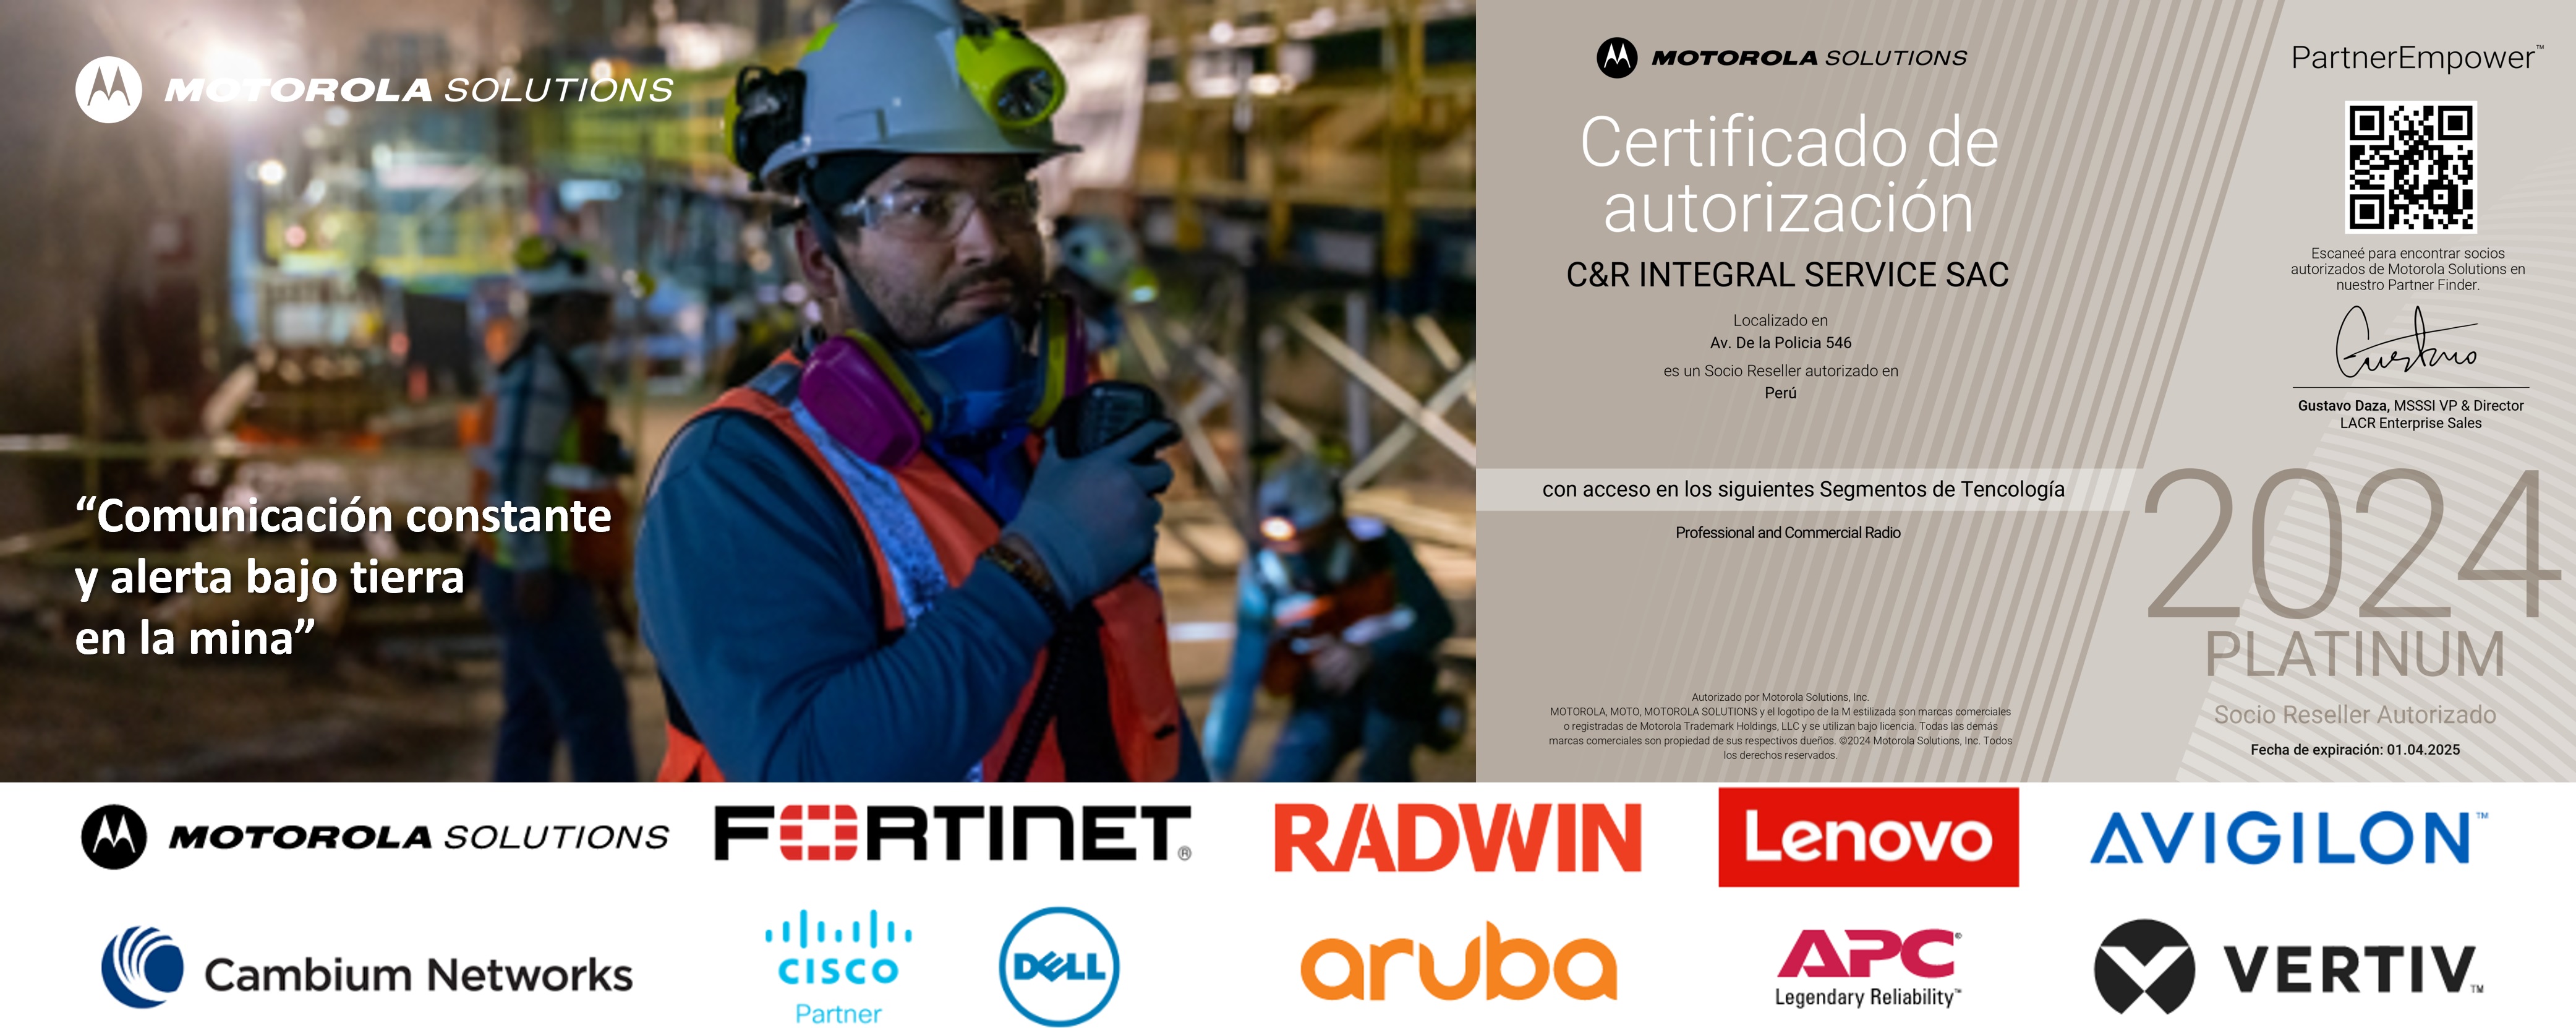 MOTOROLA SOLUTIONS
“Comunicación constante
y alerta bajo tierra
en la mina”
MOTOROLA SOLUTIONS
Certificado de
autorización
C&R INTEGRAL SERVICE SAC
Localizado en
Av. De la Policia 546
es un Socio Reseller autorizado en
Perú
con acceso en los siguientes Segmentos de Tencología
Professional and Commercial Radio
Autorizado por Motorola Solutions, Inc.
MOTOROLA, MOTO, MOTOROLA SOLUTIONS y el logotipo de la M estilizada son marcas comerciales
o registradas de Motorola Trademark Holdings, LLC y se utilizan bajo licencia. Todas las demás
marcas comerciales son propiedad de sus respectivos dueños. ©2024 Motorola Solutions, Inc. Todos
los derechos reservados.
PartnerEmpower™
Escaneé para encontrar socios
autorizados de Motorola Solutions en
nuestro Partner Finder.
Gustavo
Gustavo Daza, MSSSI VP & Director
LACR Enterprise Sales
2024
PLATINUM
Socio Reseller Autorizado
Fecha de expiración: 01.04.2025
MOTOROLA SOLUTIONS
FORTINET®
RADWIN
Lenovo
AVIGILON™
Cambium Networks
CISCO
Partner
DELL
aruba
APC®
Legendary Reliability™
VERTIV™